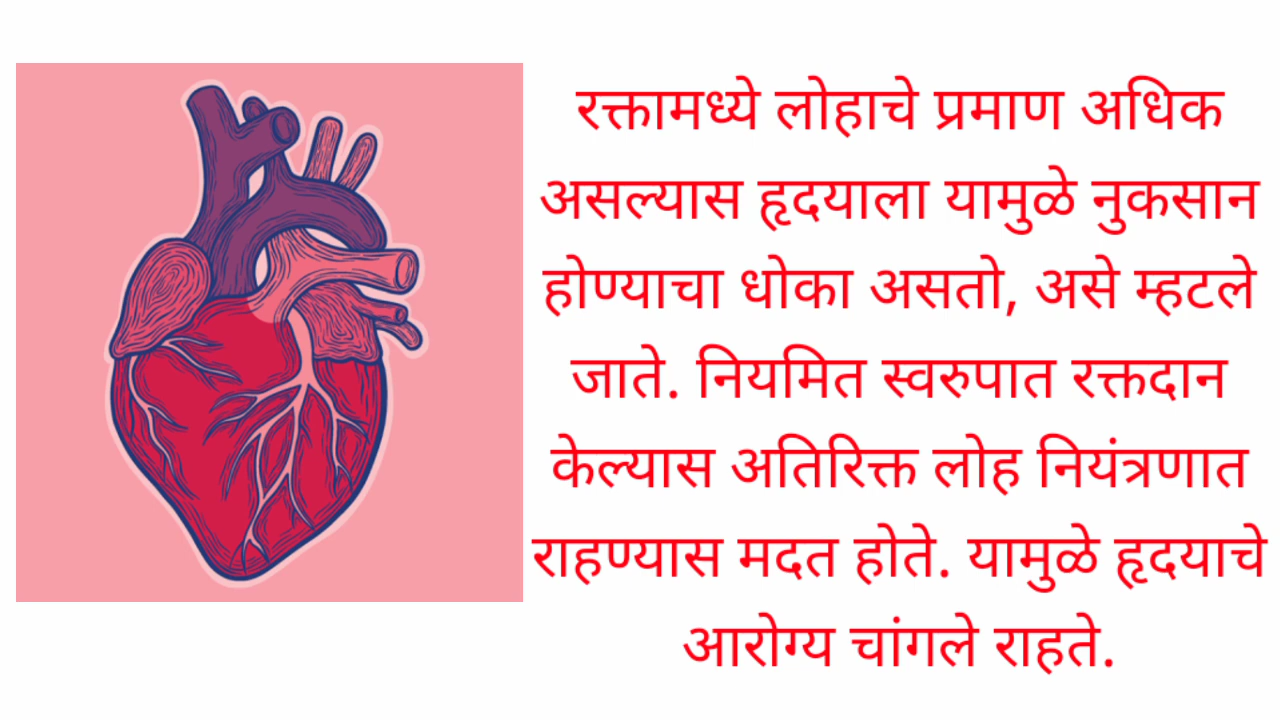 रक्तामध्ये लोहाचे प्रमाण अधिक
असल्यास हृदयाला यामुळे नुकसान
होण्याचा धोका असतो, असे म्हटले
जाते. नियमित स्वरुपात रक्तदान
केल्यास अतिरिक्त लोह नियंत्रणात
राहण्यास मदत होते. यामुळे हृदयाचे
आरोग्य चांगले राहते.